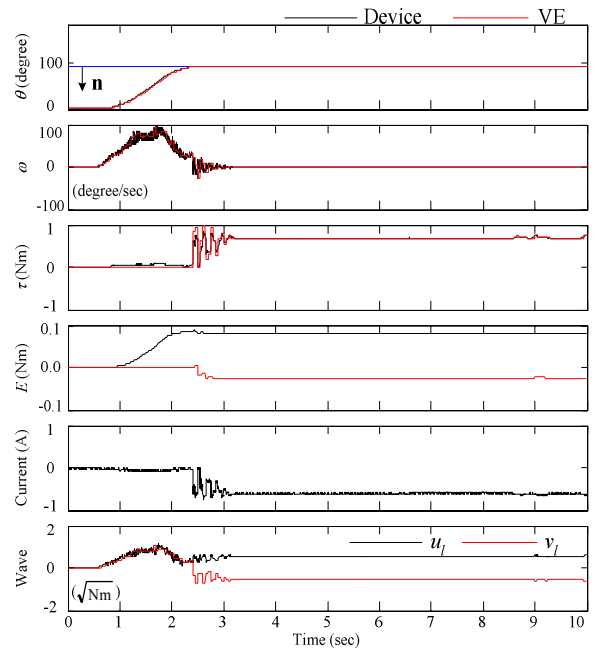 Device VE
θ (degree)
100
0
n
ω
100
0
-100
(degree/sec)
τ (Nm)
1
0
-1
E (Nm)
0.1
0.0
-0.1
Current (A)
1
0
-1
Wave
2
0
-2
(√Nm)
u_l v_l
0 1 2 3 4 5 6 7 8 9 10
Time (sec)